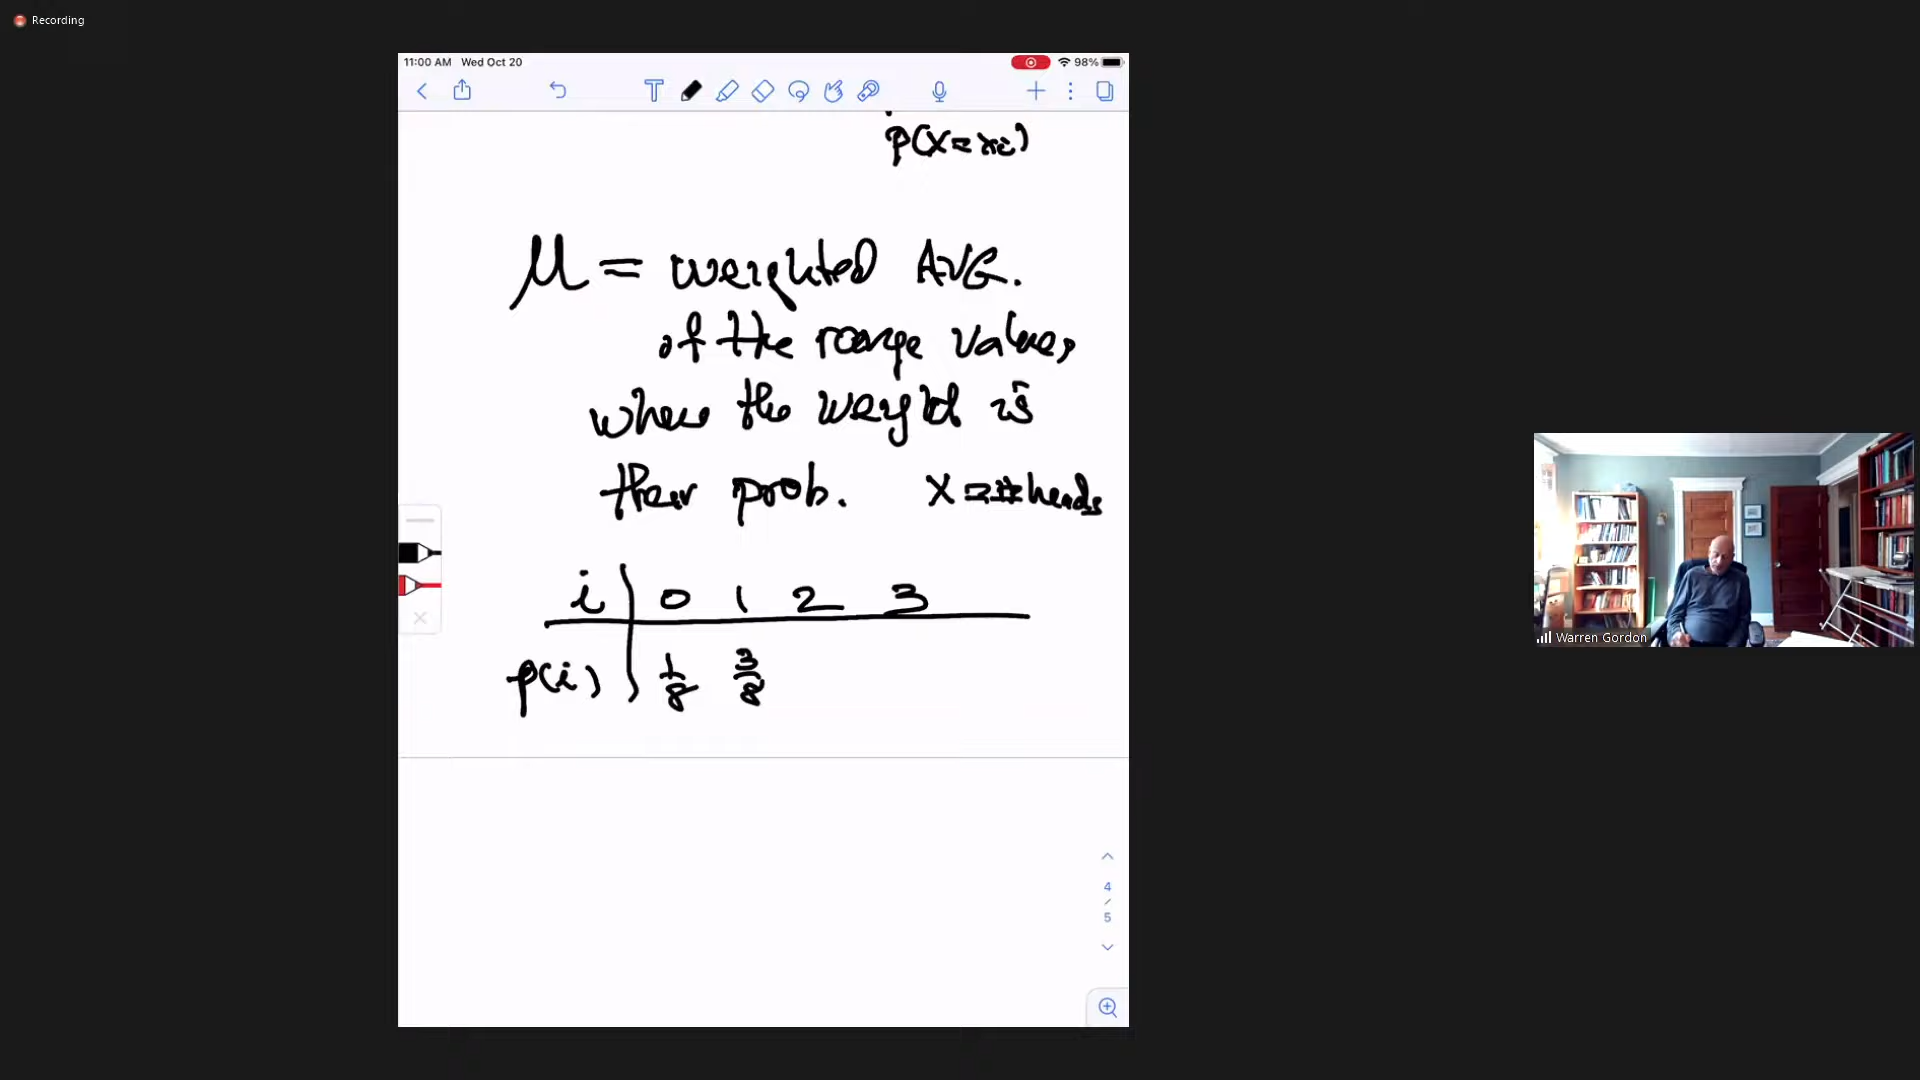 Recording
11:00 AM Wed Oct 20
98%
T
p(X=xi)
μ = weighted AVG.
of the range values,
where the weight is
their prob. X=#heads
i 0 1 2 3
p(i) 1/8 3/8
4
/
5
Warren Gordon